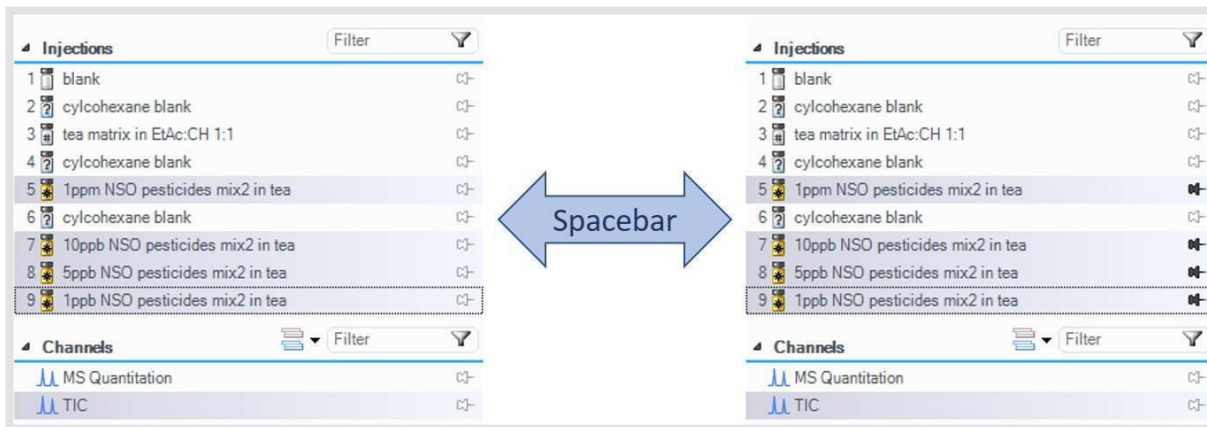 Injections Filter
1 blank
2 cylcohexane blank
3 tea matrix in EtAc:CH 1:1
4 cylcohexane blank
5 1ppm NSO pesticides mix2 in tea
6 cylcohexane blank
7 10ppb NSO pesticides mix2 in tea
8 5ppb NSO pesticides mix2 in tea
9 1ppb NSO pesticides mix2 in tea
Channels Filter
MS Quantitation
TIC
Spacebar
Injections Filter
1 blank
2 cylcohexane blank
3 tea matrix in EtAc:CH 1:1
4 cylcohexane blank
5 1ppm NSO pesticides mix2 in tea
6 cylcohexane blank
7 10ppb NSO pesticides mix2 in tea
8 5ppb NSO pesticides mix2 in tea
9 1ppb NSO pesticides mix2 in tea
Channels Filter
MS Quantitation
TIC